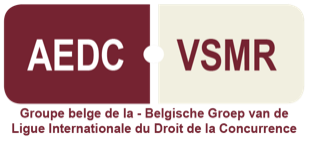 AEDC VSMR
Groupe belge de la - Belgische Groep van de
Ligue Internationale du Droit de la Concurrence